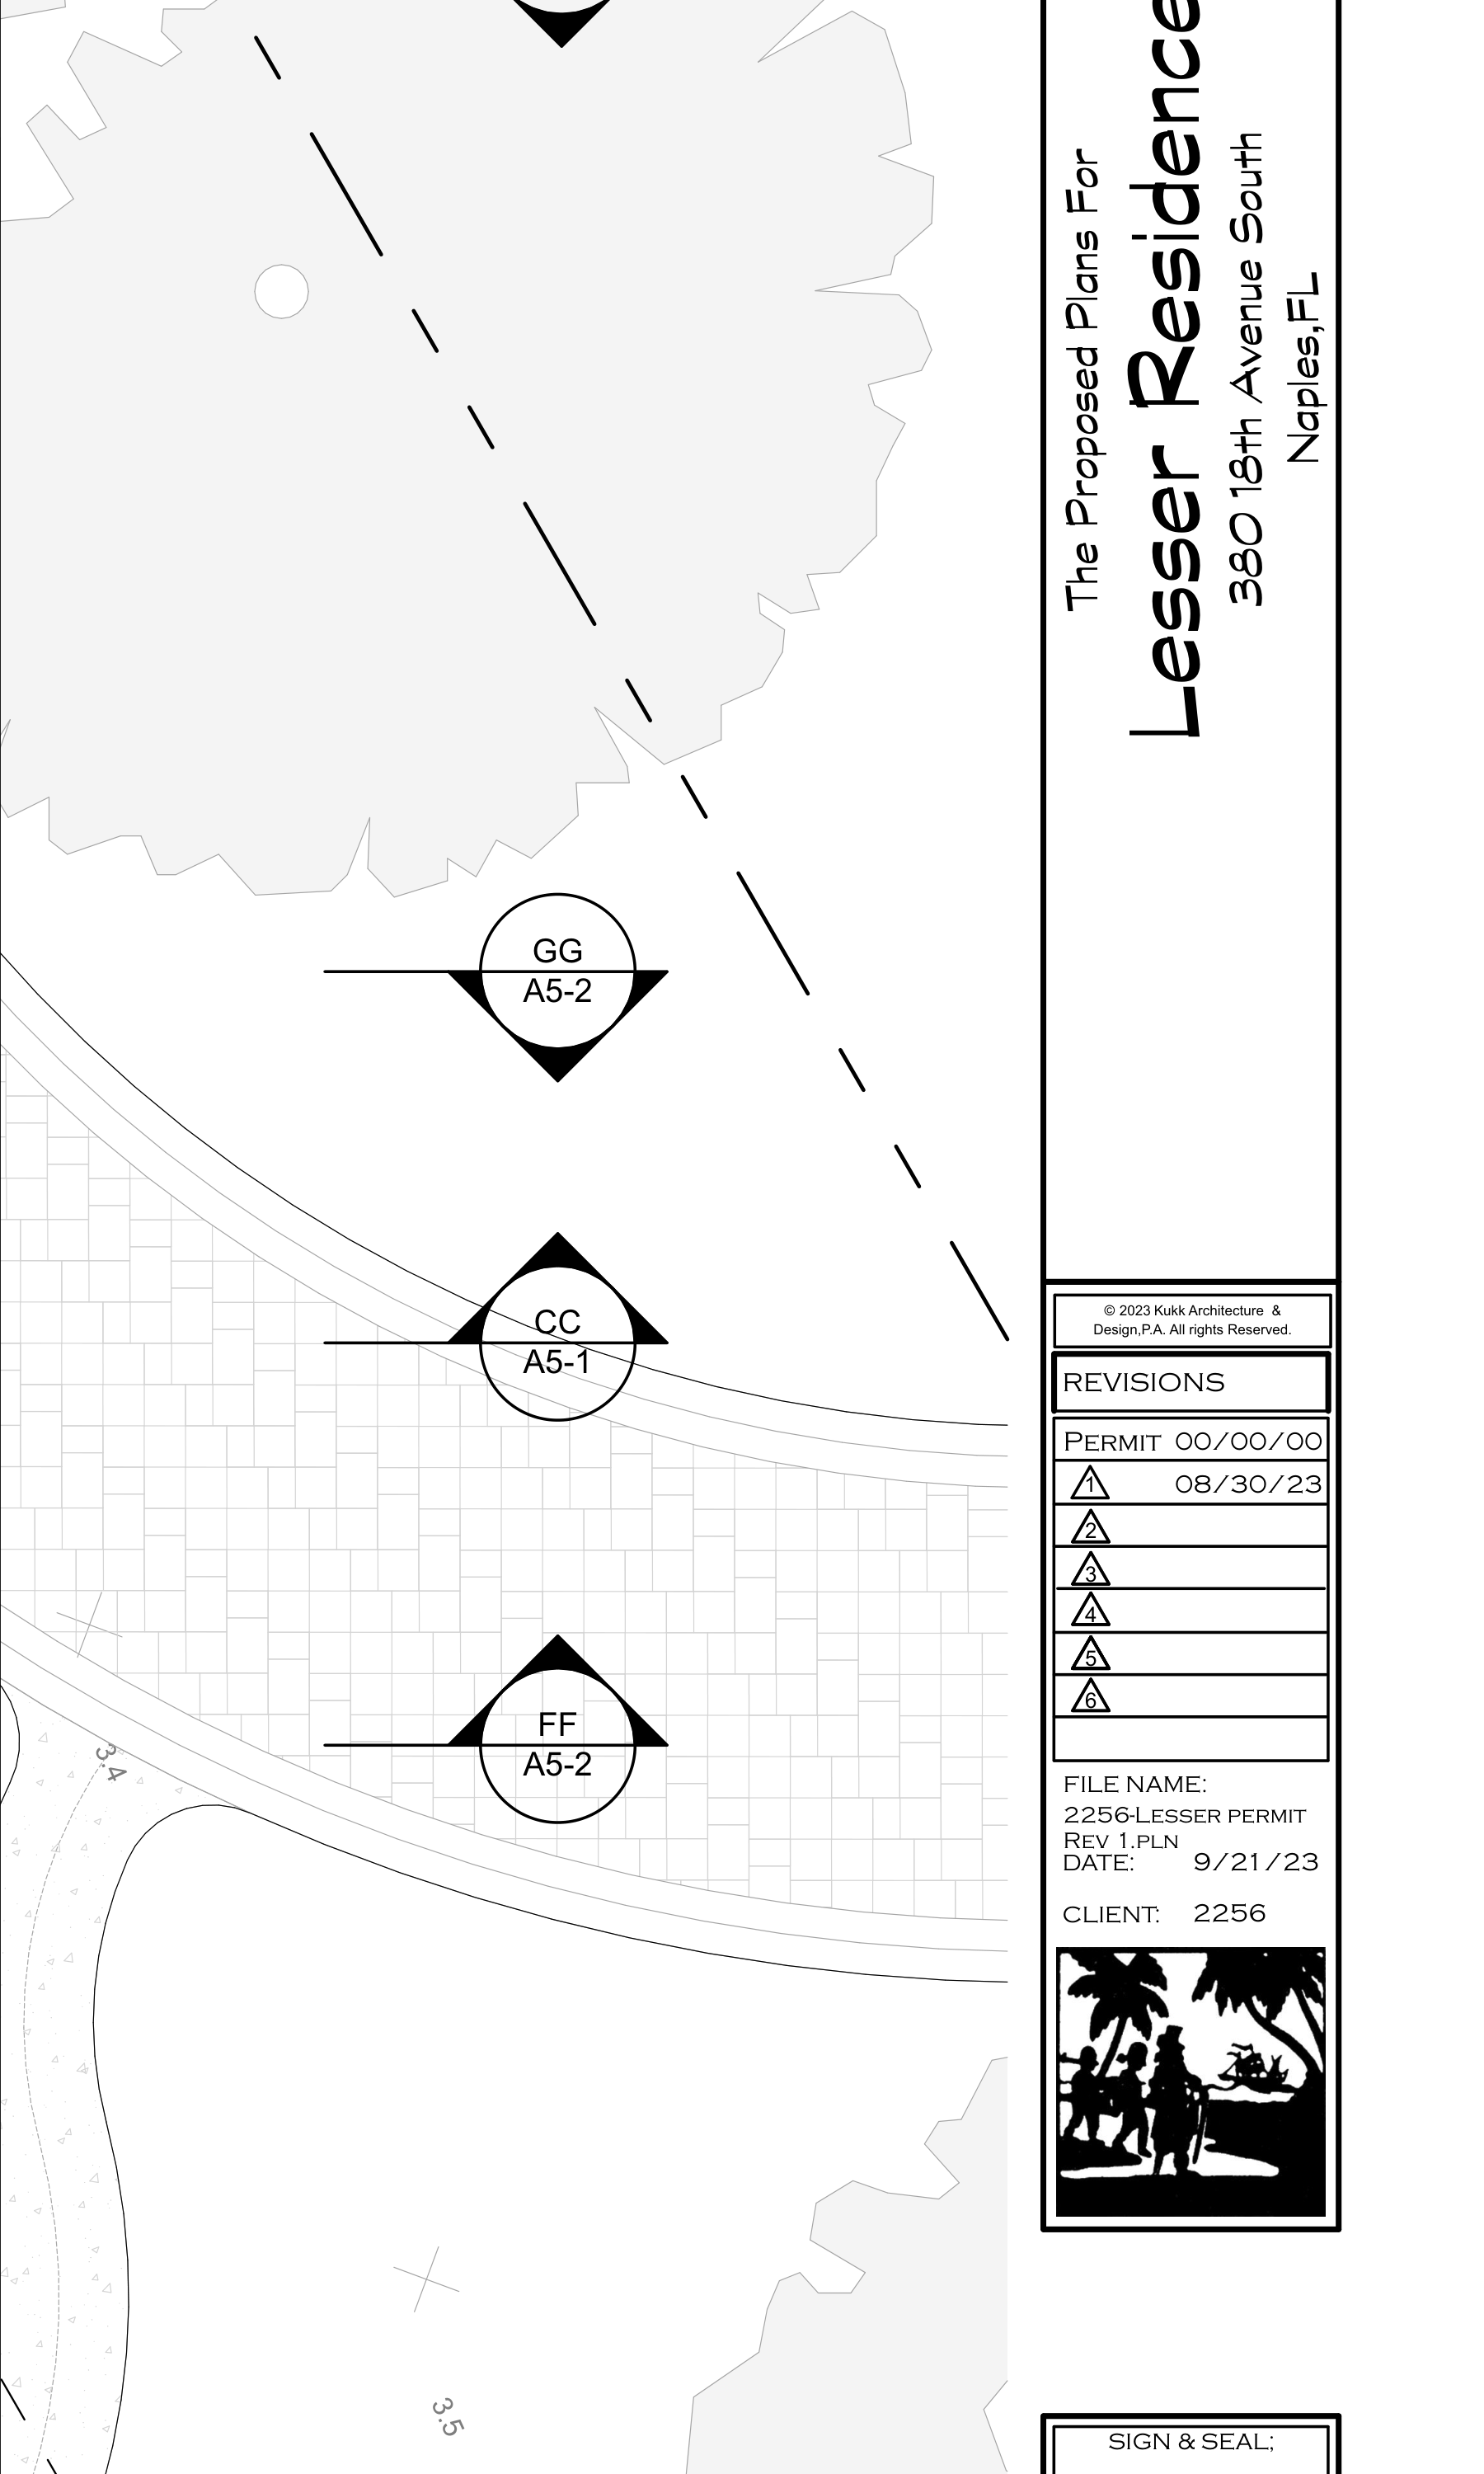 GG
A5-2
CC
A5-1
FF
A5-2
3.4
3.5
The Proposed Plans For
Lesser Residence
380 18th Avenue South
Naples,FL
© 2023 Kukk Architecture &
Design,P.A. All rights Reserved.
REVISIONS
PERMIT 00/00/00
1 08/30/23
2
3
4
5
6
FILE NAME:
2256-LESSER PERMIT
REV 1.PLN
DATE: 9/21/23
CLIENT: 2256
SIGN & SEAL;